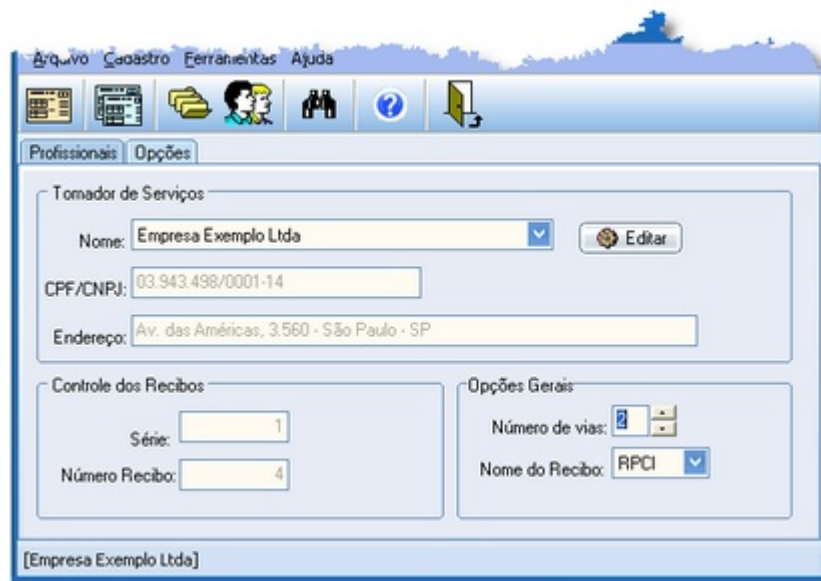 Arquivo Cadastro Ferramentas Ajuda
Profissionais Opções
Tomador de Serviços
Nome: Empresa Exemplo Ltda Editar
CPF/CNPJ: 03.943.498/0001-14
Endereço: Av. das Américas, 3.560 - São Paulo - SP
Controle dos Recibos
Série: 1
Número Recibo: 4
Opções Gerais
Número de vias: 2
Nome do Recibo: RPCI
[Empresa Exemplo Ltda]